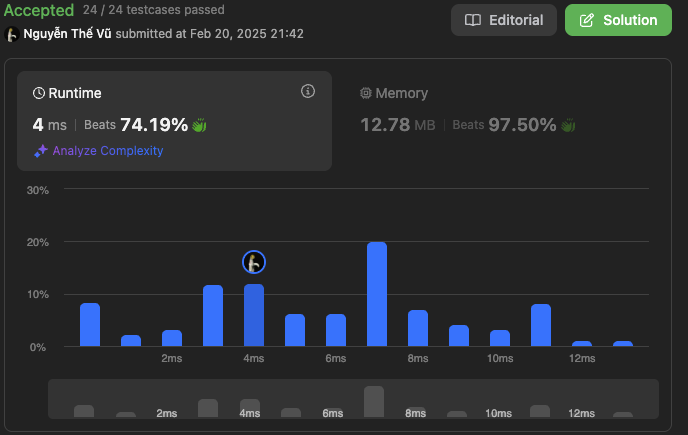 Accepted 24 / 24 testcases passed
Editorial
Solution
Nguyễn Thế Vũ submitted at Feb 20, 2025 21:42
Runtime
Memory
4 ms | Beats 74.19%
12.78 MB | Beats 97.50%
Analyze Complexity
30%
20%
10%
0%
2ms 4ms 6ms 8ms 10ms 12ms
2ms 4ms 6ms 8ms 10ms 12ms